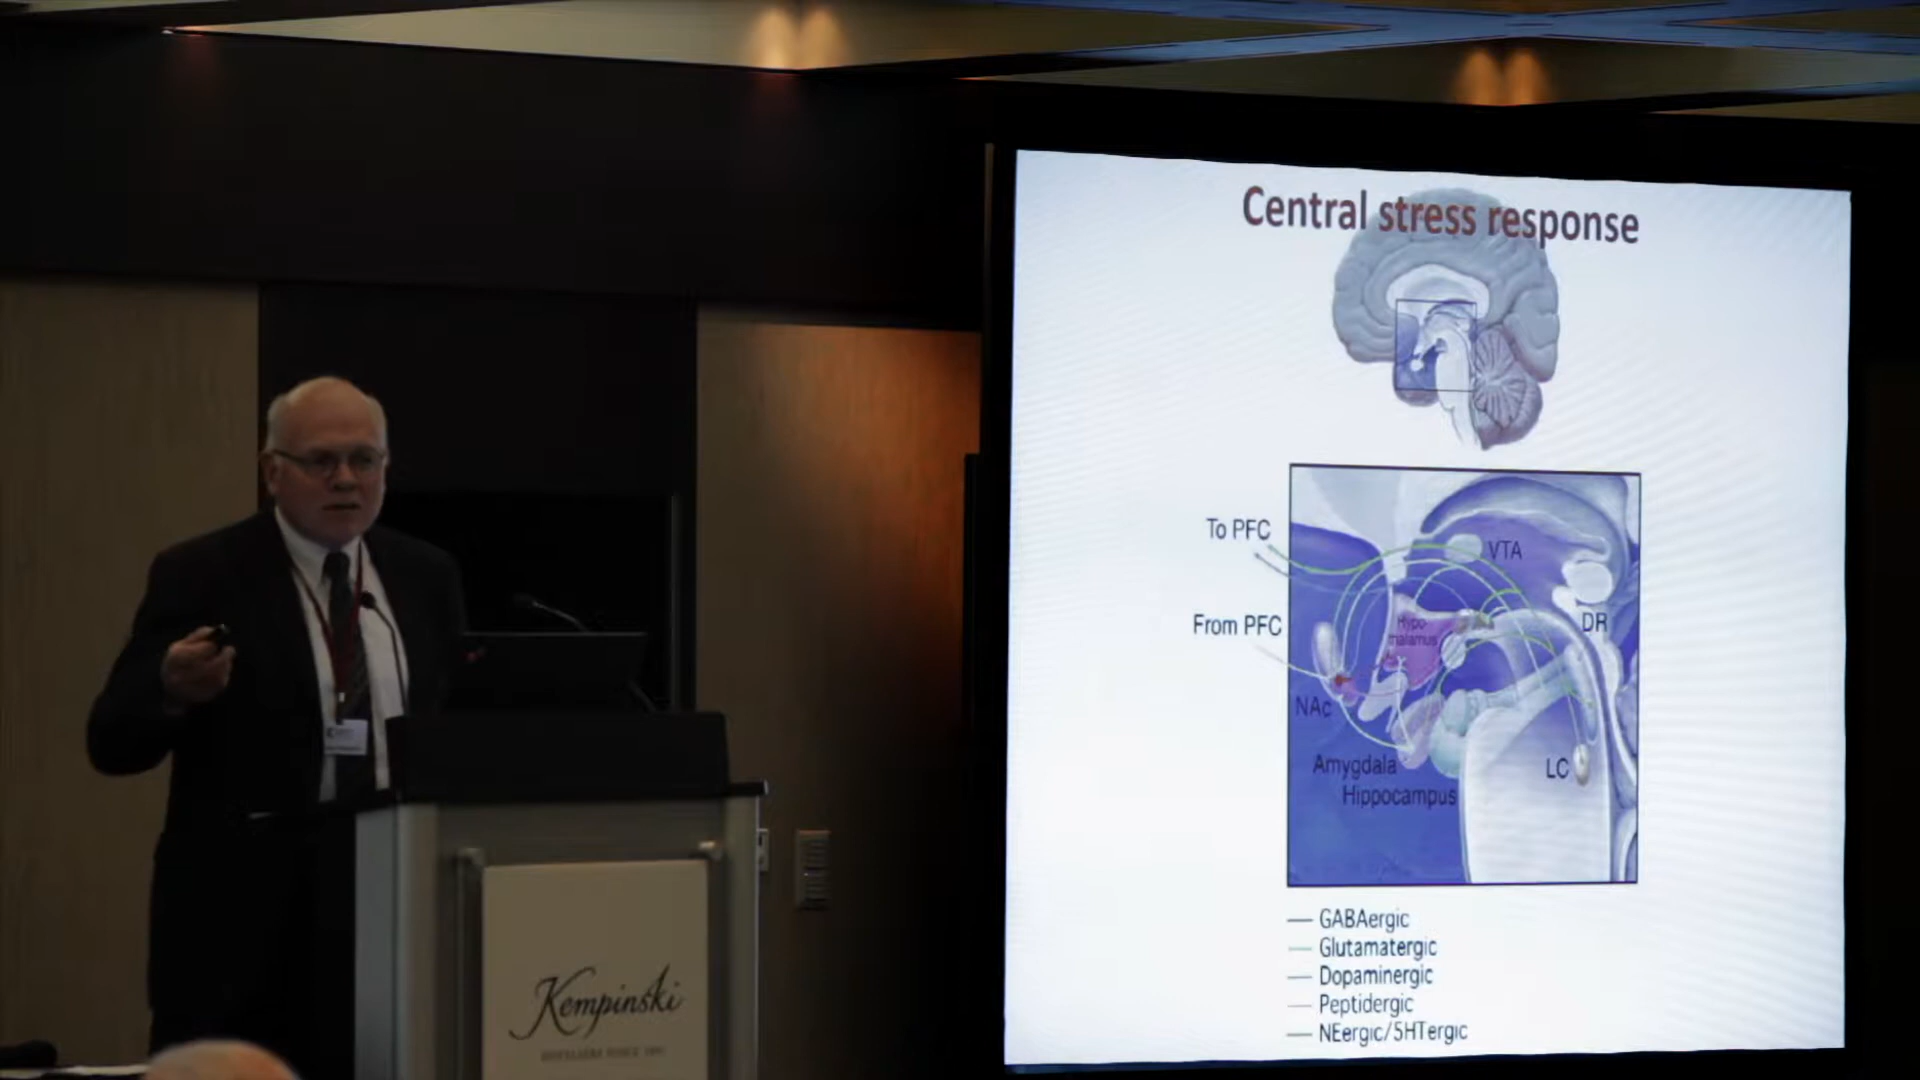 Central stress response
To PFC
VTA
From PFC
Hypo
thalamus
DR
NAc
Amygdala
LC
Hippocampus
GABAergic
Glutamatergic
Dopaminergic
Peptidergic
NEergic/5HTergic
Kempinski